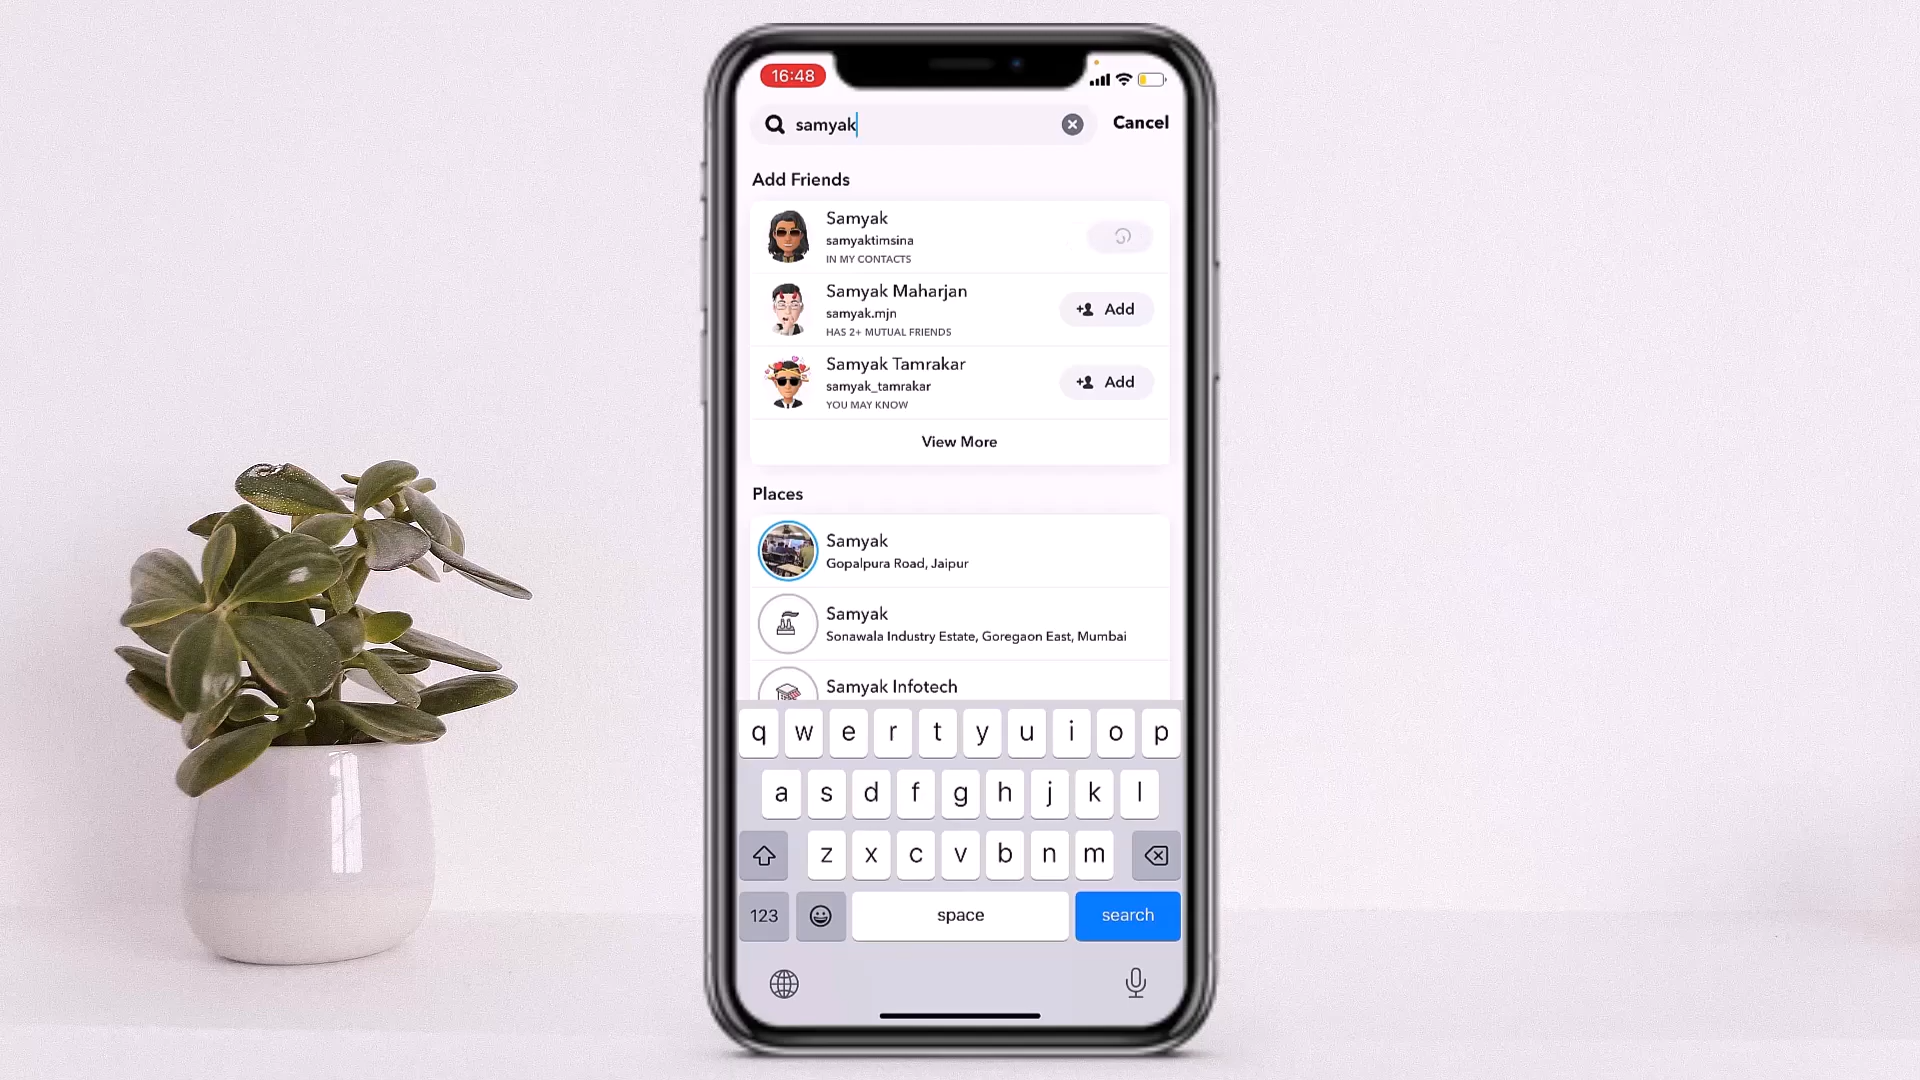 16:48
samyak
Cancel
Add Friends
Samyak
samyaktimsina
IN MY CONTACTS
Samyak Maharjan
samyak.mjn
HAS 2+ MUTUAL FRIENDS
Add
Samyak Tamrakar
samyak_tamrakar
YOU MAY KNOW
Add
View More
Places
Samyak
Gopalpura Road, Jaipur
Samyak
Sonawala Industry Estate, Goregaon East, Mumbai
Samyak Infotech
q w e r t y u i o p
a s d f g h j k l
z x c v b n m
123 space search